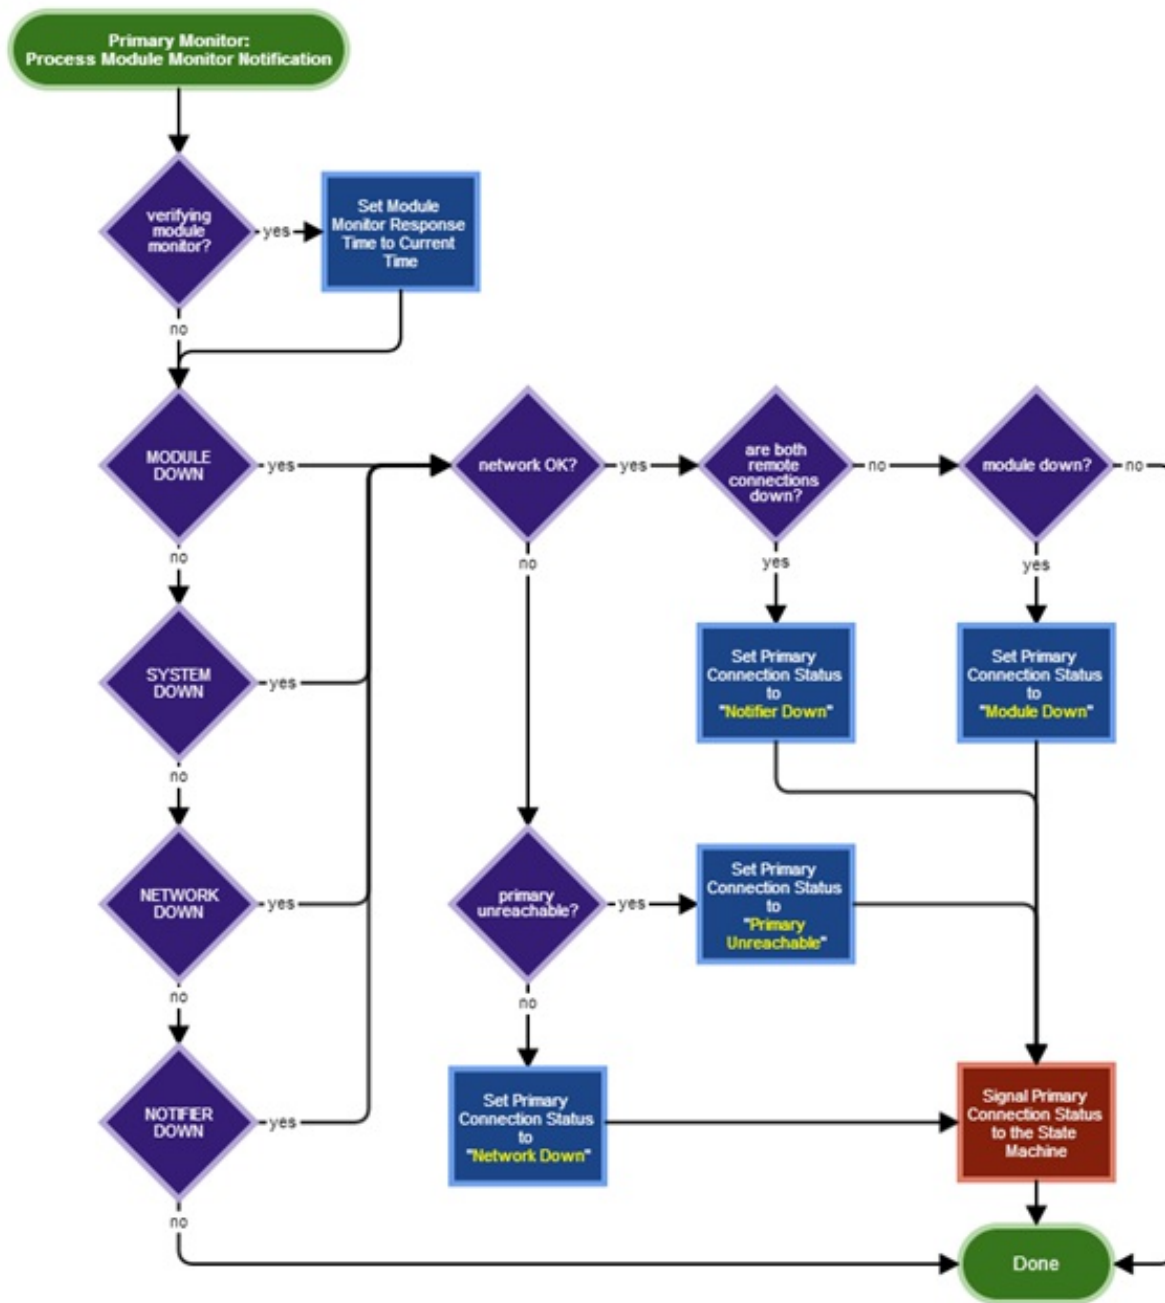 Primary Monitor:
Process Module Monitor Notification
verifying
module
monitor?
yes
Set Module
Monitor Response
Time to Current
Time
no
MODULE
DOWN
yes
network OK?
yes
are both
remote
connections
down?
no
module down?
no
no
no
yes
yes
SYSTEM
DOWN
yes
Set Primary
Connection Status
to
"Notifier Down"
Set Primary
Connection Status
to
"Module Down"
no
NETWORK
DOWN
yes
primary
unreachable?
yes
Set Primary
Connection Status
to
"Primary
Unreachable"
no
no
NOTIFIER
DOWN
yes
Set Primary
Connection Status
to
"Network Down"
Signal Primary
Connection Status
to the State
Machine
no
Done